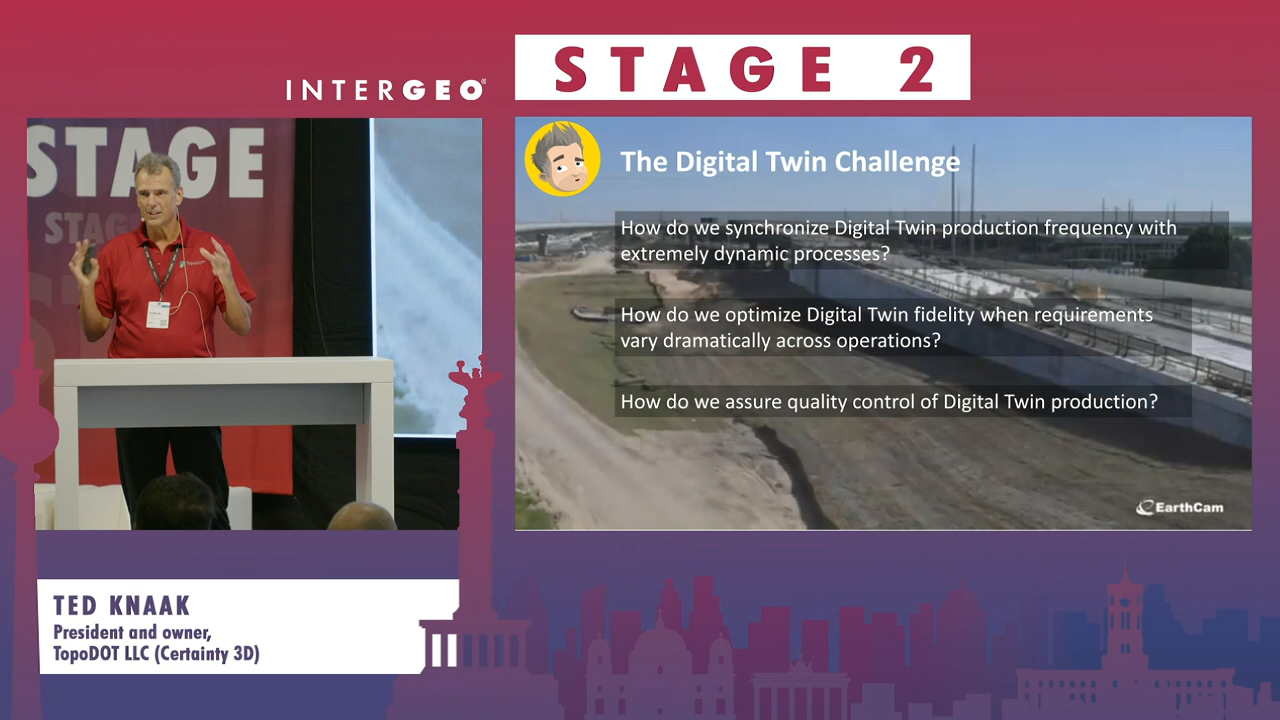 INTERGEO®
STAGE 2
STAGE
STAGE
The Digital Twin Challenge
How do we synchronize Digital Twin production frequency with
extremely dynamic processes?
How do we optimize Digital Twin fidelity when requirements
vary dramatically across operations?
How do we assure quality control of Digital Twin production?
EarthCam
TED KNAAK
President and owner,
TopoDOT LLC (Certainty 3D)